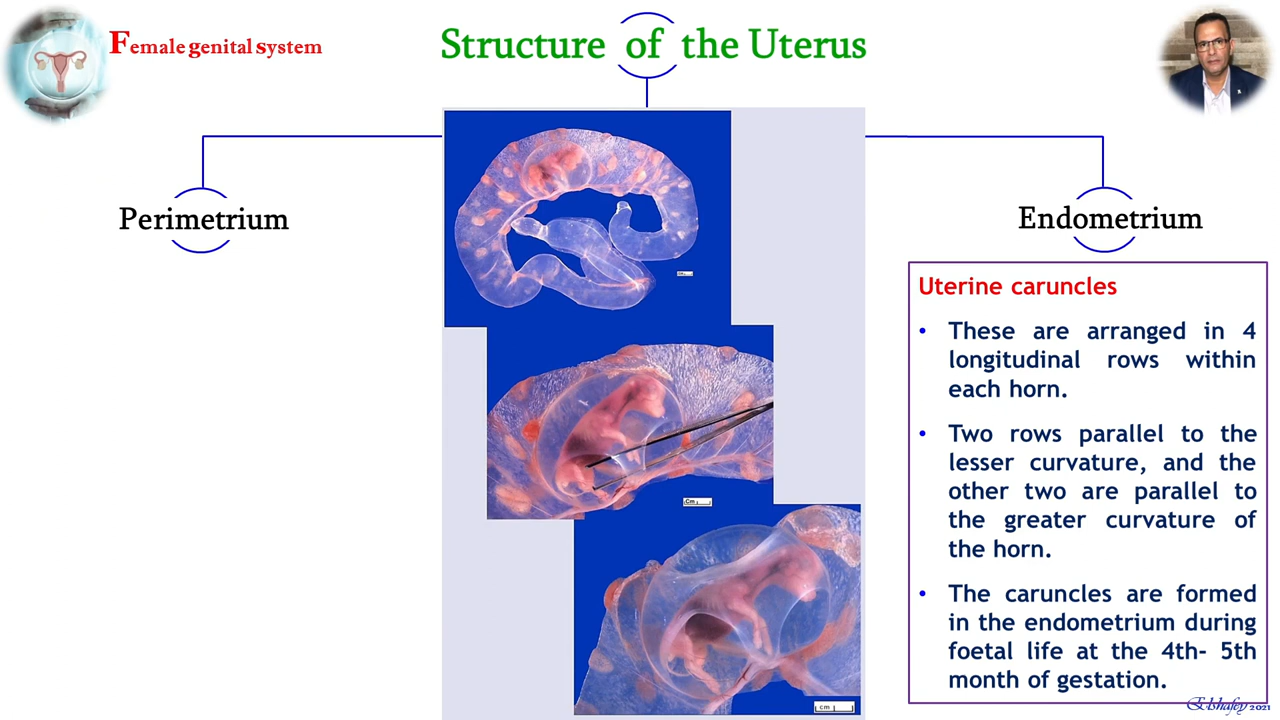 Female genital system
Structure of the Uterus
Perimetrium
Endometrium
Uterine caruncles
• These are arranged in 4
longitudinal rows within
each horn.
• Two rows parallel to the
lesser curvature, and the
other two are parallel to
the greater curvature of
the horn.
• The caruncles are formed
in the endometrium during
foetal life at the 4th- 5th
month of gestation.
Cm
cm
Elshafey 2021